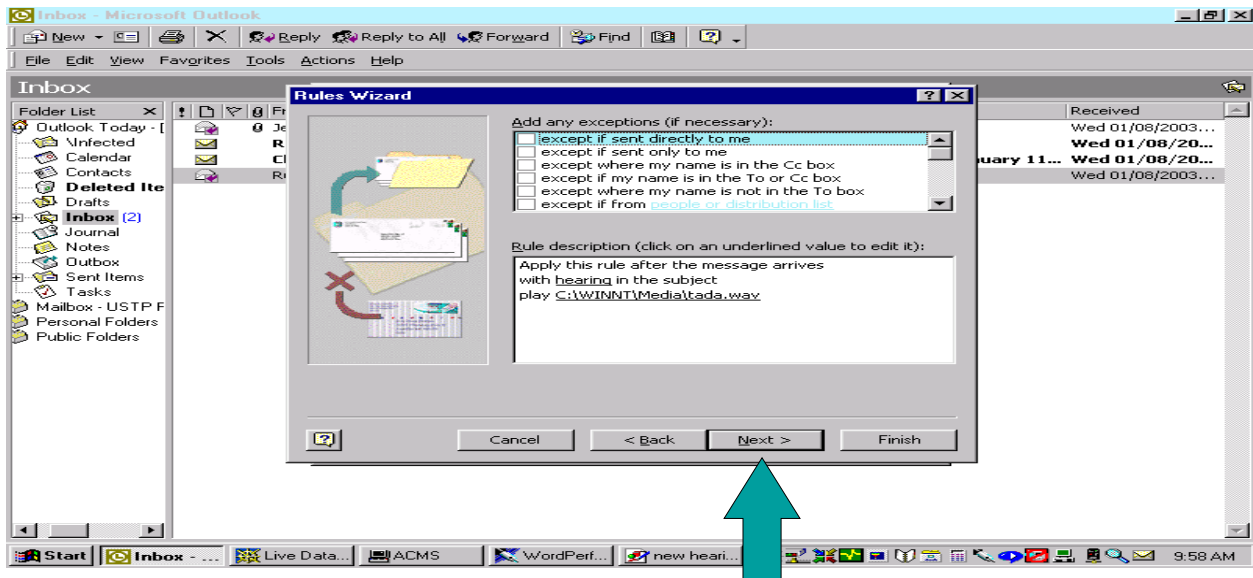 Inbox - Microsoft Outlook
New Reply Reply to All Forward Find
File Edit View Favorites Tools Actions Help
Inbox
Folder List
Outlook Today - [
\Infected
Calendar
Contacts
Deleted Ite
Drafts
Inbox (2)
Journal
Notes
Outbox
Sent Items
Tasks
Mailbox - USTP F
Personal Folders
Public Folders
! Fr Received
Je Wed 01/08/2003...
R Wed 01/08/20...
Cl uary 11... Wed 01/08/20...
Ri Wed 01/08/2003...
Rules Wizard
Add any exceptions (if necessary):
except if sent directly to me
except if sent only to me
except where my name is in the Cc box
except if my name is in the To or Cc box
except where my name is not in the To box
except if from people or distribution list
Rule description (click on an underlined value to edit it):
Apply this rule after the message arrives
with hearing in the subject
play C:\WINNT\Media\tada.wav
Cancel < Back Next > Finish
Start Inbox - ... Live Data... ACMS WordPerf... new heari... 9:58 AM